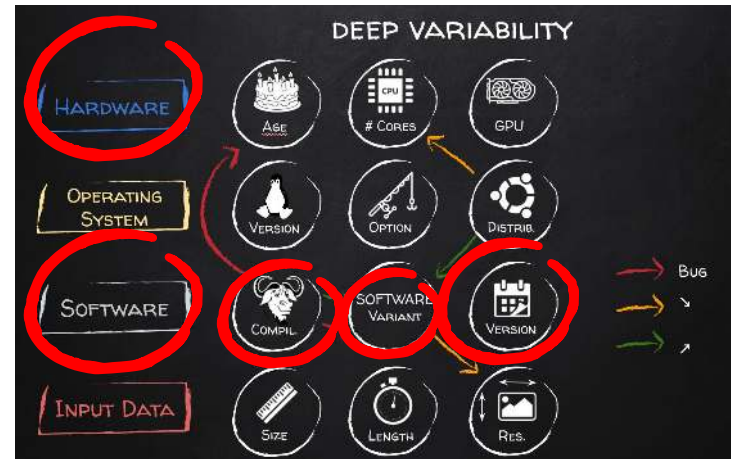 DEEP VARIABILITY
HARDWARE
AGE
CPU
# CORES
GPU
OPERATING
SYSTEM
VERSION
OPTION
DISTRIB.
SOFTWARE
COMPIL.
SOFTWARE
VARIANT
VERSION
BUG
INPUT DATA
SIZE
LENGTH
RES.